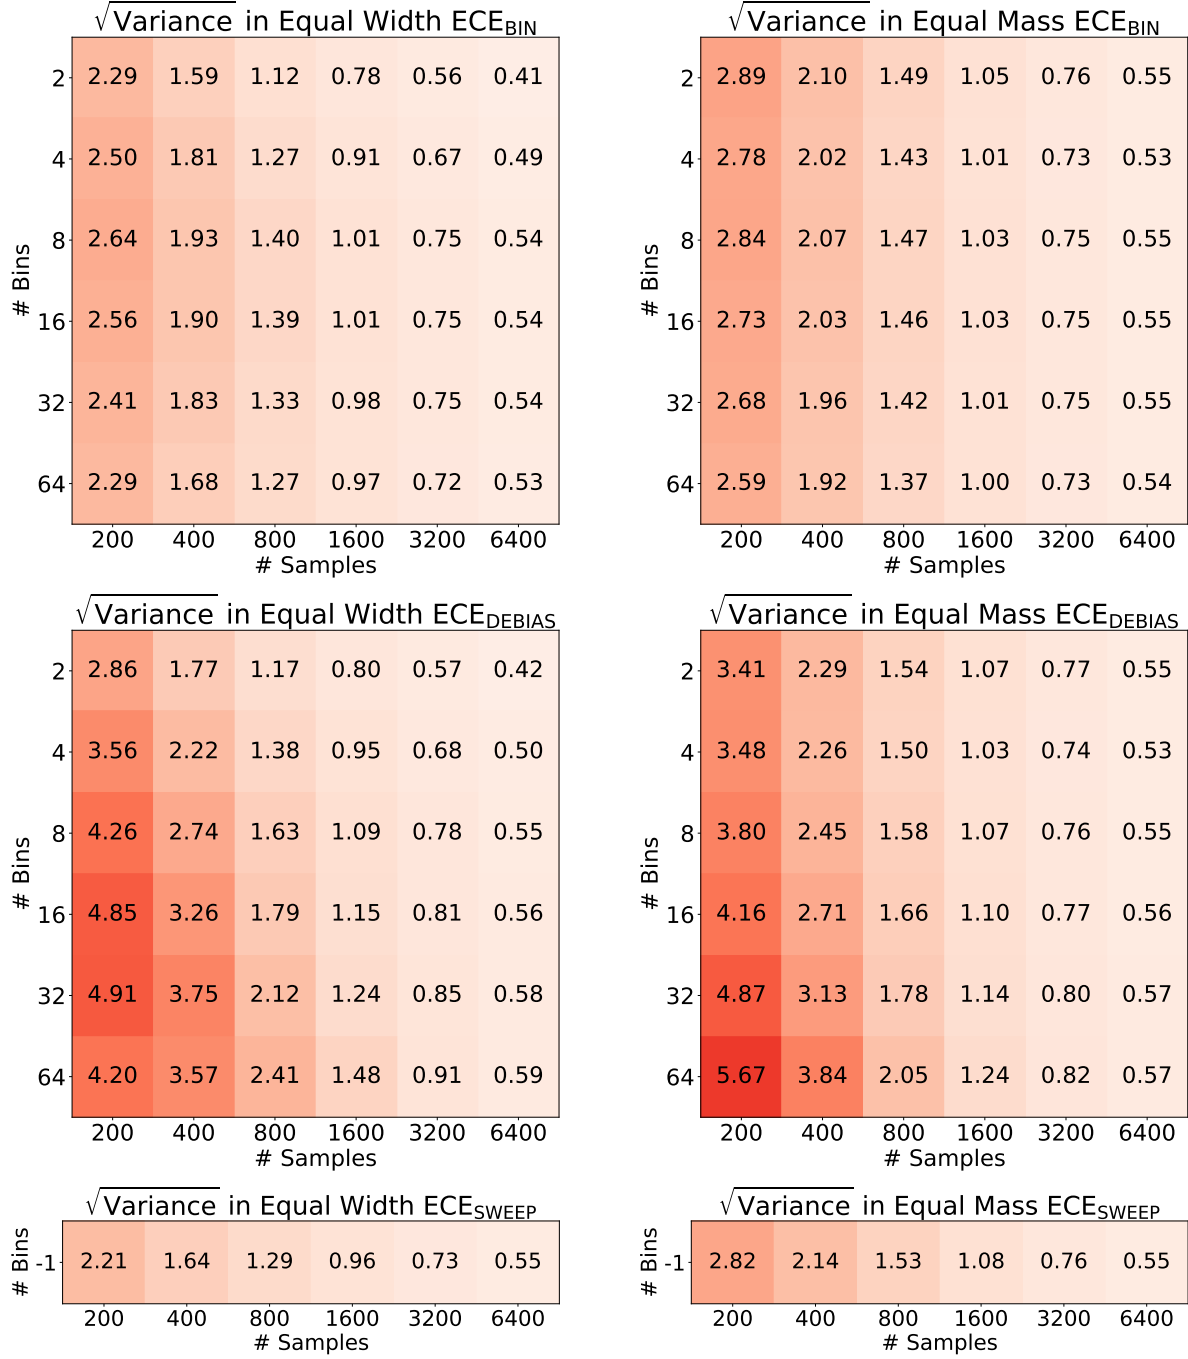 √Variance in Equal Width ECE_BIN
# Bins
2 2.29 1.59 1.12 0.78 0.56 0.41
4 2.50 1.81 1.27 0.91 0.67 0.49
8 2.64 1.93 1.40 1.01 0.75 0.54
16 2.56 1.90 1.39 1.01 0.75 0.54
32 2.41 1.83 1.33 0.98 0.75 0.54
64 2.29 1.68 1.27 0.97 0.72 0.53
200 400 800 1600 3200 6400
# Samples
√Variance in Equal Mass ECE_BIN
# Bins
2 2.89 2.10 1.49 1.05 0.76 0.55
4 2.78 2.02 1.43 1.01 0.73 0.53
8 2.84 2.07 1.47 1.03 0.75 0.55
16 2.73 2.03 1.46 1.03 0.75 0.55
32 2.68 1.96 1.42 1.01 0.75 0.55
64 2.59 1.92 1.37 1.00 0.73 0.54
200 400 800 1600 3200 6400
# Samples
√Variance in Equal Width ECE_DEBIAS
# Bins
2 2.86 1.77 1.17 0.80 0.57 0.42
4 3.56 2.22 1.38 0.95 0.68 0.50
8 4.26 2.74 1.63 1.09 0.78 0.55
16 4.85 3.26 1.79 1.15 0.81 0.56
32 4.91 3.75 2.12 1.24 0.85 0.58
64 4.20 3.57 2.41 1.48 0.91 0.59
200 400 800 1600 3200 6400
# Samples
√Variance in Equal Mass ECE_DEBIAS
# Bins
2 3.41 2.29 1.54 1.07 0.77 0.55
4 3.48 2.26 1.50 1.03 0.74 0.53
8 3.80 2.45 1.58 1.07 0.76 0.55
16 4.16 2.71 1.66 1.10 0.77 0.56
32 4.87 3.13 1.78 1.14 0.80 0.57
64 5.67 3.84 2.05 1.24 0.82 0.57
200 400 800 1600 3200 6400
# Samples
√Variance in Equal Width ECE_SWEEP
# Bins
-1 2.21 1.64 1.29 0.96 0.73 0.55
200 400 800 1600 3200 6400
# Samples
√Variance in Equal Mass ECE_SWEEP
# Bins
-1 2.82 2.14 1.53 1.08 0.76 0.55
200 400 800 1600 3200 6400
# Samples